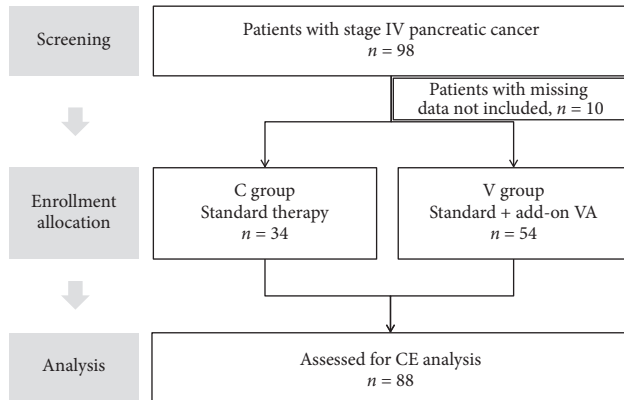 Screening
Patients with stage IV pancreatic cancer
n = 98
Patients with missing
data not included, n = 10
Enrollment
allocation
C group
Standard therapy
n = 34
V group
Standard + add-on VA
n = 54
Analysis
Assessed for CE analysis
n = 88